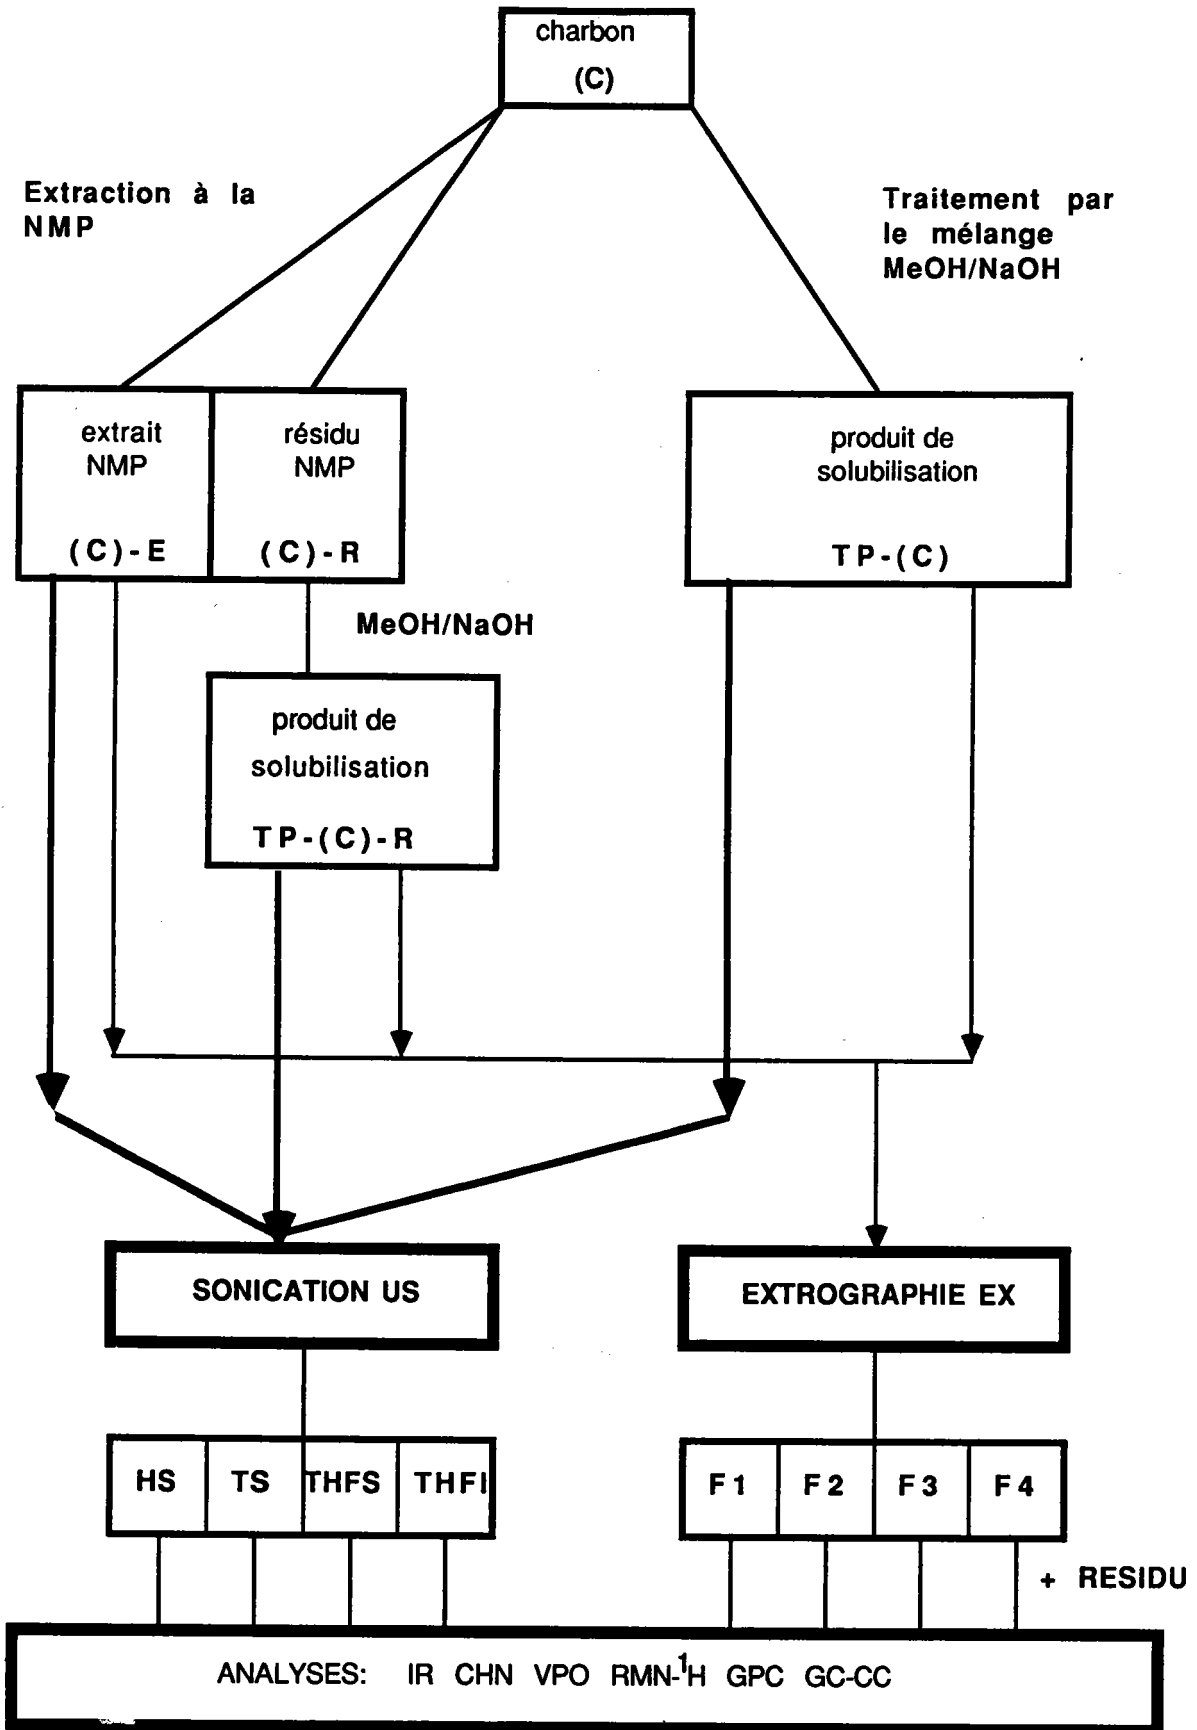 charbon
(C)
Extraction à la
NMP
Traitement par
le mélange
MeOH/NaOH
extrait
NMP
(C)-E
résidu
NMP
(C)-R
produit de
solubilisation
TP-(C)
MeOH/NaOH
produit de
solubilisation
TP-(C)-R
SONICATION US
EXTROGRAPHIE EX
HS TS THFS THFI
F1 F2 F3 F4
+ RESIDU
ANALYSES: IR CHN VPO RMN-¹H GPC GC-CC